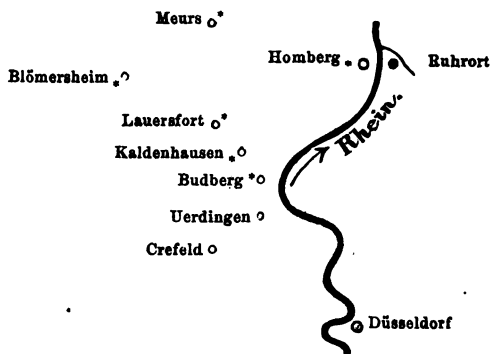 Meurs *
Homberg * Ruhrort
Blömersheim *
Rhein.
Lauersfort *
Kaldenhausen *
Budberg *
Uerdingen
Crefeld
Düsseldorf